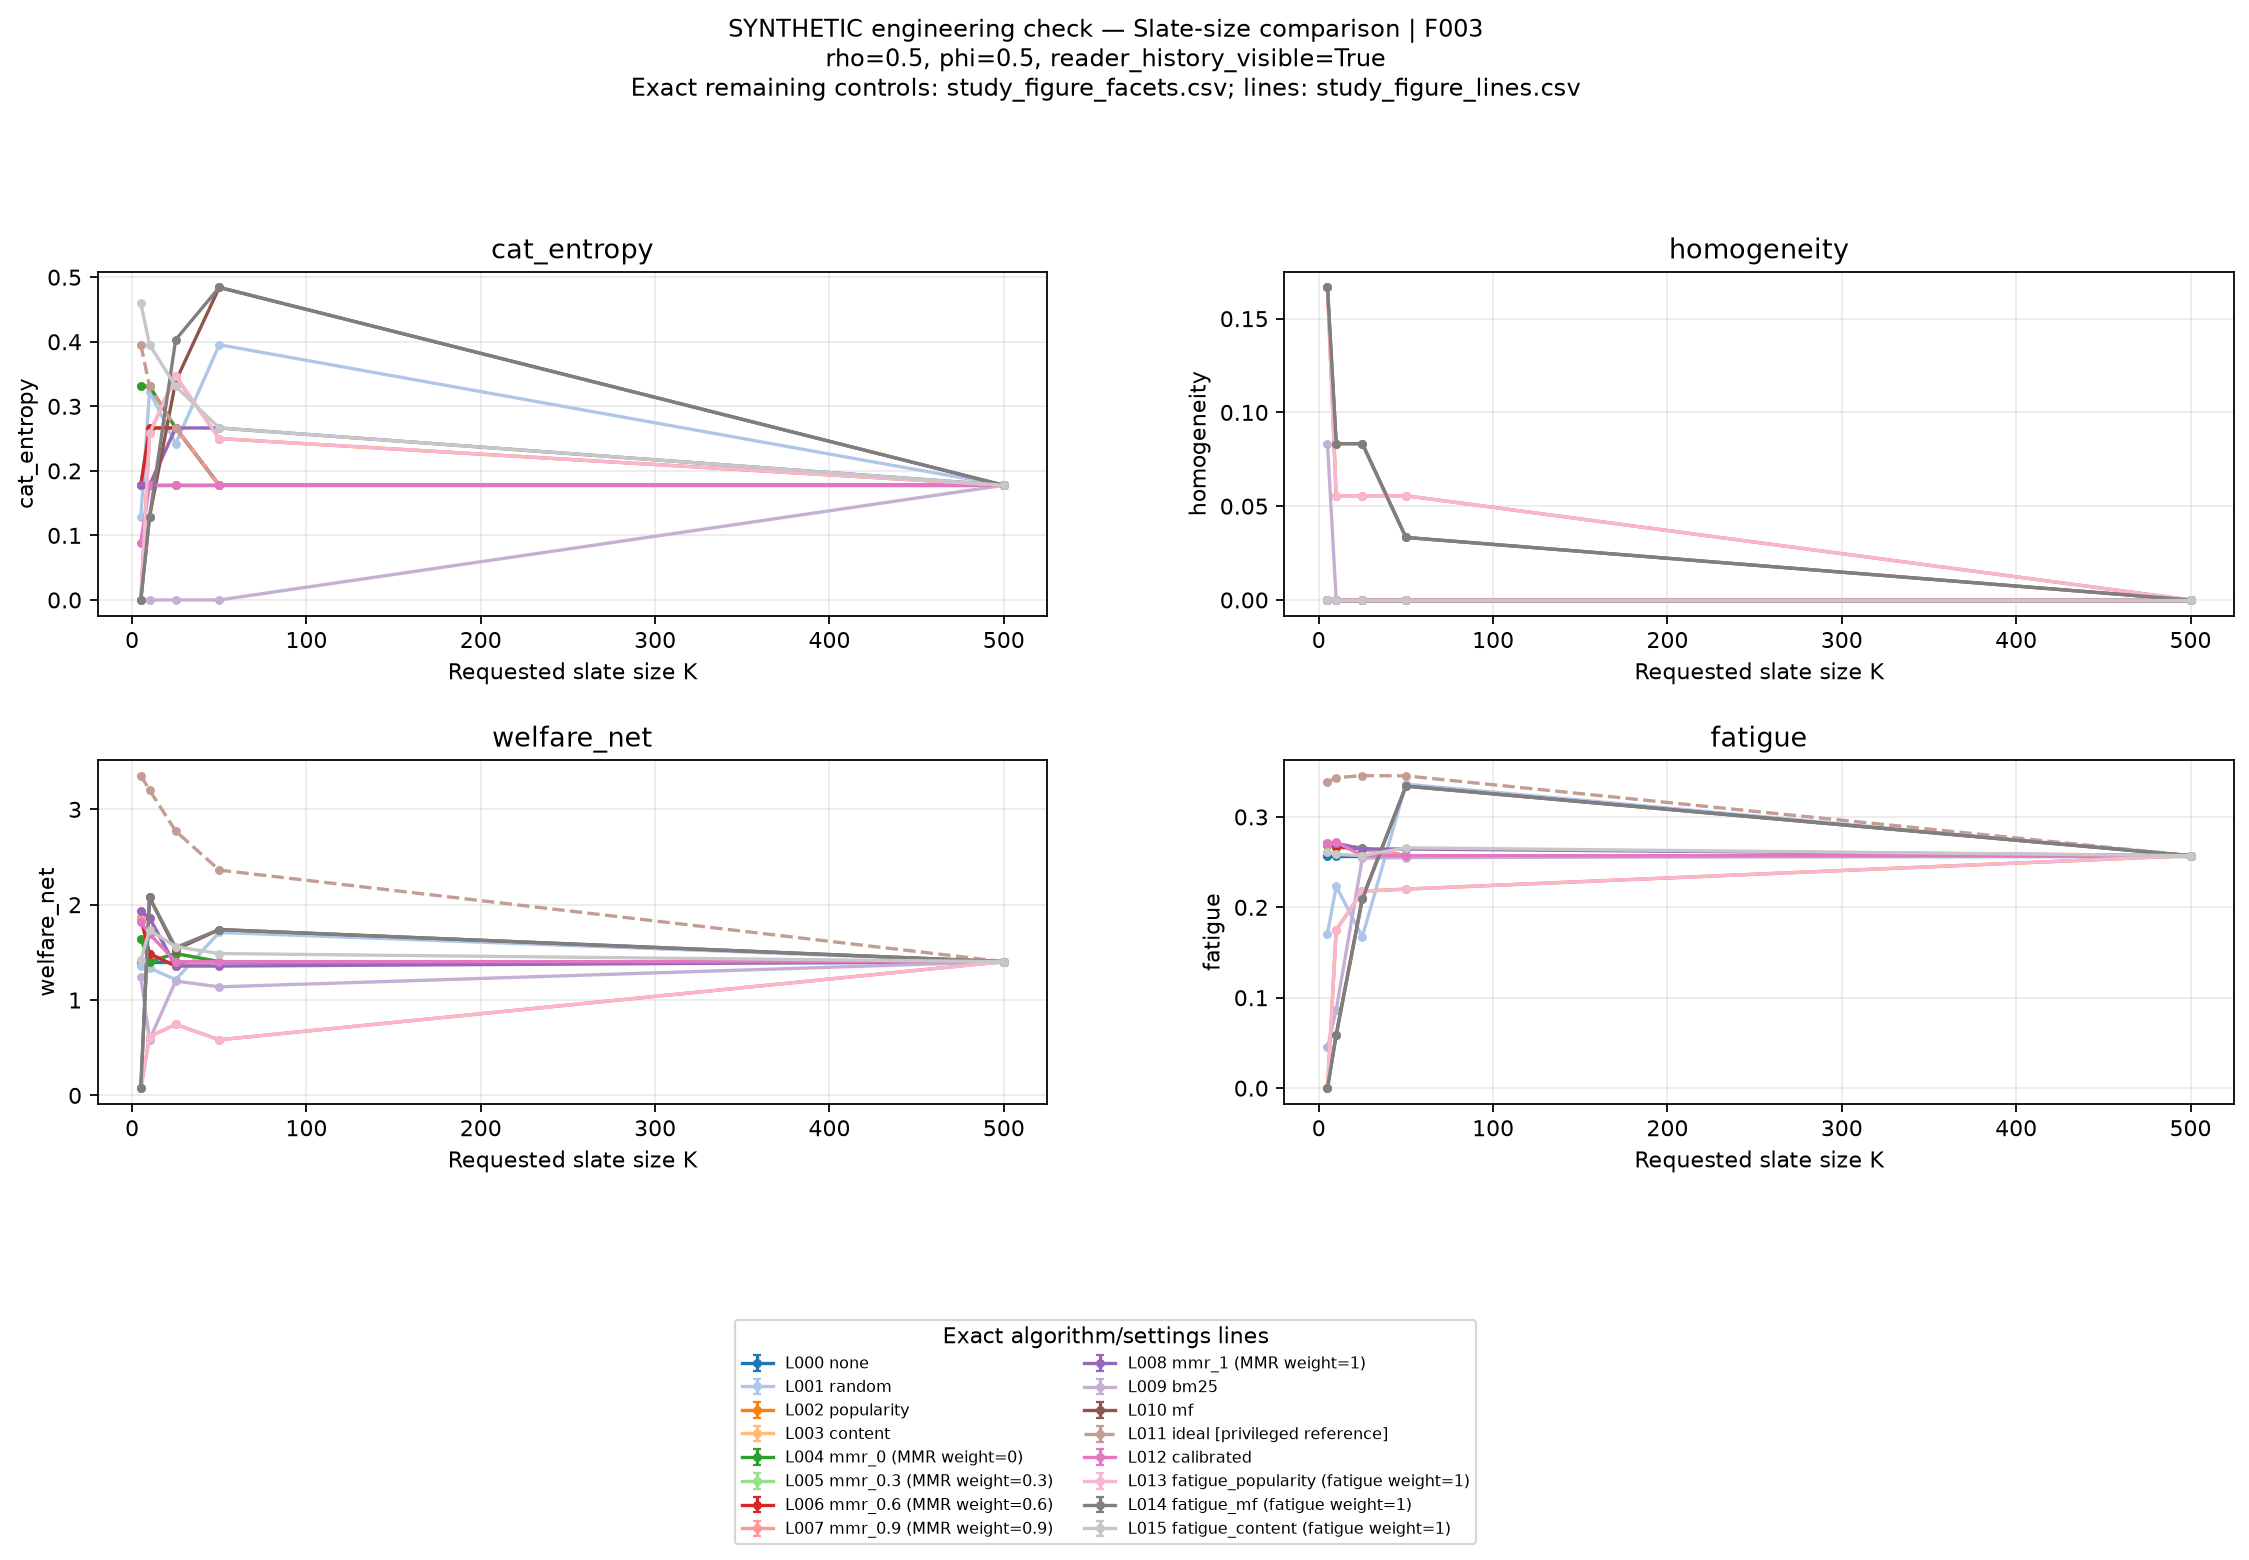 SYNTHETIC engineering check — Slate-size comparison | F003
rho=0.5, phi=0.5, reader_history_visible=True
Exact remaining controls: study_figure_facets.csv; lines: study_figure_lines.csv
cat_entropy
cat_entropy
0.5
0.4
0.3
0.2
0.1
0.0
0 100 200 300 400 500
Requested slate size K
homogeneity
homogeneity
0.15
0.10
0.05
0.00
0 100 200 300 400 500
Requested slate size K
welfare_net
welfare_net
3
2
1
0
0 100 200 300 400 500
Requested slate size K
fatigue
fatigue
0.3
0.2
0.1
0.0
0 100 200 300 400 500
Requested slate size K
Exact algorithm/settings lines
L000 none
L001 random
L002 popularity
L003 content
L004 mmr_0 (MMR weight=0)
L005 mmr_0.3 (MMR weight=0.3)
L006 mmr_0.6 (MMR weight=0.6)
L007 mmr_0.9 (MMR weight=0.9)
L008 mmr_1 (MMR weight=1)
L009 bm25
L010 mf
L011 ideal [privileged reference]
L012 calibrated
L013 fatigue_popularity (fatigue weight=1)
L014 fatigue_mf (fatigue weight=1)
L015 fatigue_content (fatigue weight=1)